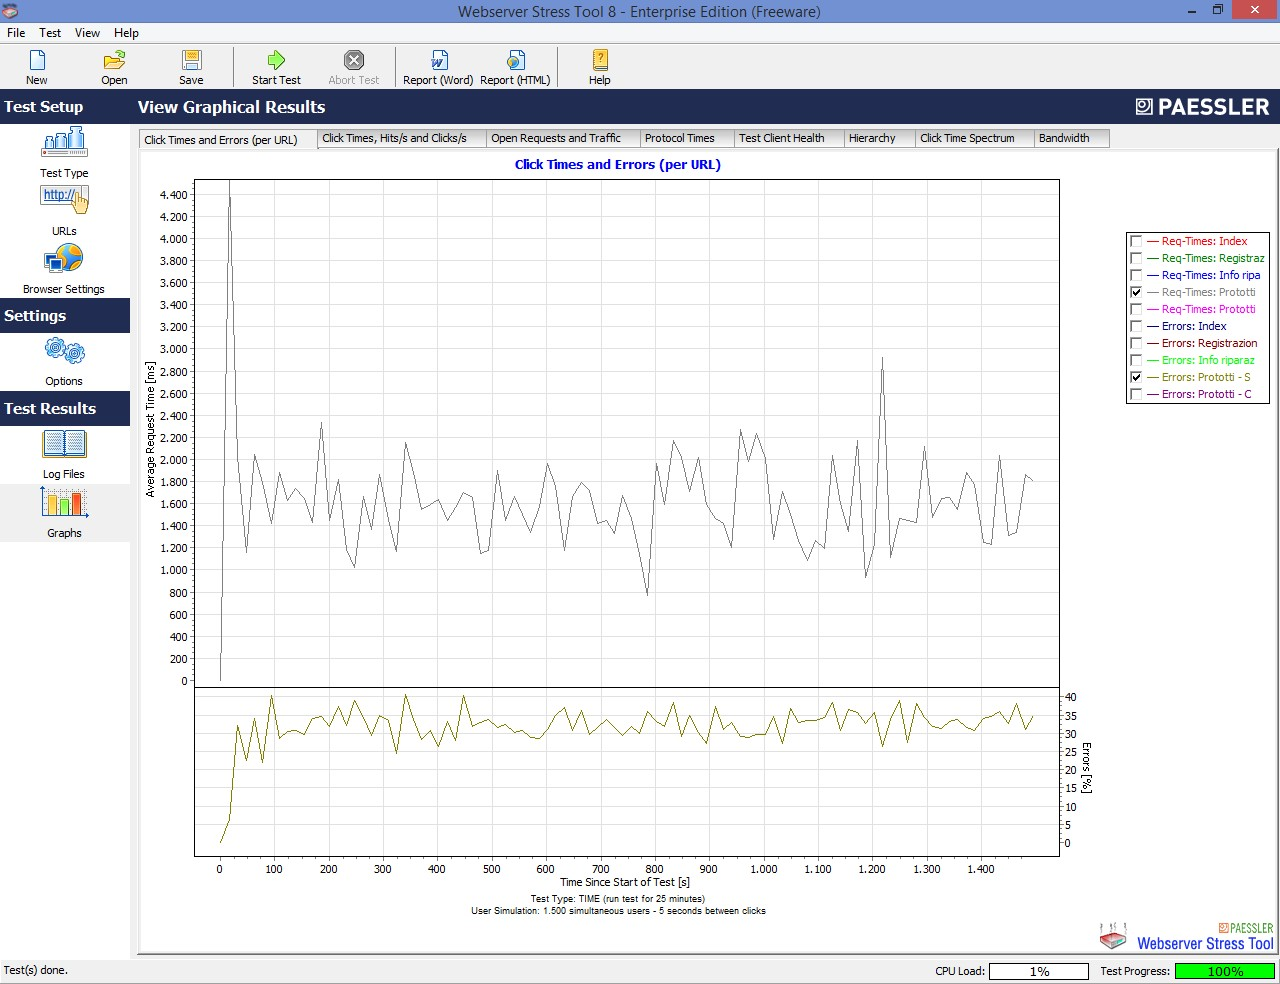 Webserver Stress Tool 8 - Enterprise Edition (Freeware)
File Test View Help
New Open Save Start Test Abort Test Report (Word) Report (HTML) Help
Test Setup
View Graphical Results
PAESSLER
Test Type
http://
URLs
Browser Settings
Settings
Options
Test Results
Log Files
Graphs
Click Times and Errors (per URL) Click Times, Hits/s and Clicks/s Open Requests and Traffic Protocol Times Test Client Health Hierarchy Click Time Spectrum Bandwidth
Click Times and Errors (per URL)
Average Request Time [ms]
4.400
4.200
4.000
3.800
3.600
3.400
3.200
3.000
2.800
2.600
2.400
2.200
2.000
1.800
1.600
1.400
1.200
1.000
800
600
400
200
0
Req-Times: Index
Req-Times: Registraz
Req-Times: Info ripa
Req-Times: Prototti
Req-Times: Prototti
Errors: Index
Errors: Registrazion
Errors: Info riparaz
Errors: Prototti - S
Errors: Prototti - C
40
35
30
25
20
15
10
5
0
Errors [%]
0 100 200 300 400 500 600 700 800 900 1.000 1.100 1.200 1.300 1.400
Time Since Start of Test [s]
Test Type: TIME (run test for 25 minutes)
User Simulation: 1.500 simultaneous users - 5 seconds between clicks
PAESSLER
Webserver Stress Tool
Test(s) done.
CPU Load: 1% Test Progress: 100%